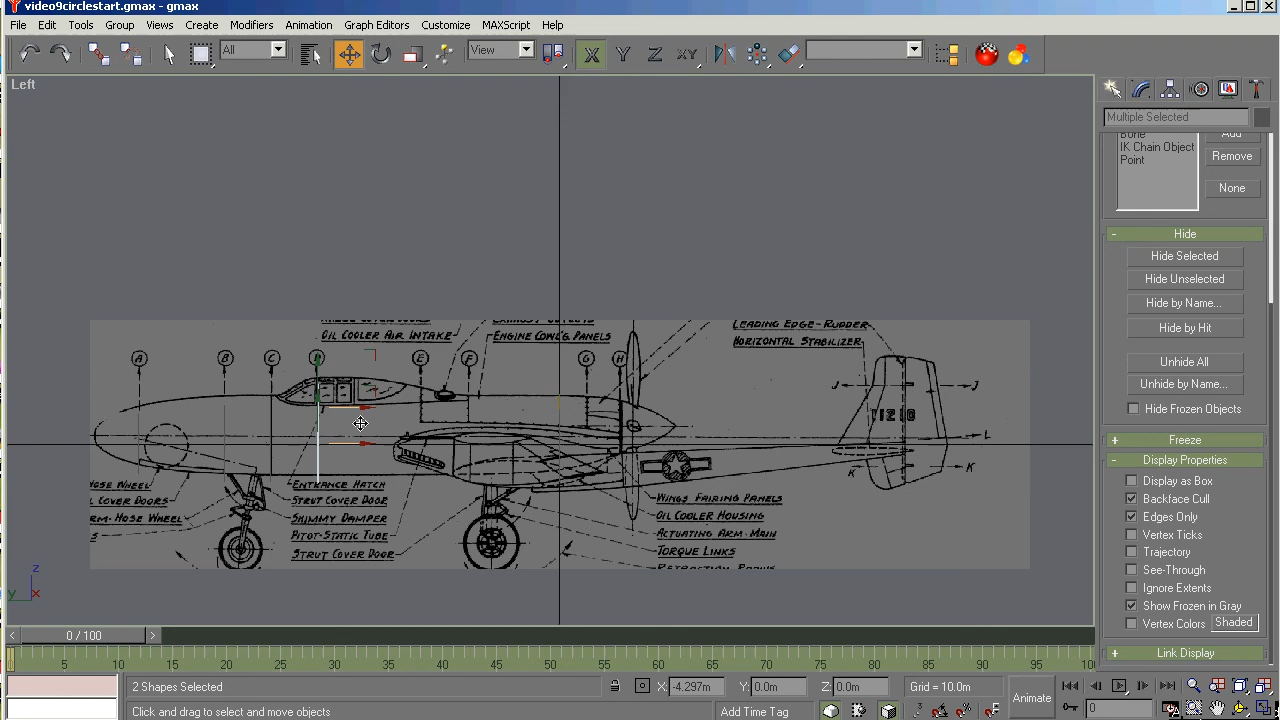 video9circlestart.gmax - gmax
File Edit Tools Group Views Create Modifiers Animation Graph Editors Customize MAXScript Help
All View X Y Z XY
Left
Multiple Selected
Bone
IK Chain Object
Point
Add
Remove
None
- Hide
Hide Selected
Hide Unselected
Hide by Name...
Hide by Hit
Unhide All
Unhide by Name...
Hide Frozen Objects
+ Freeze
- Display Properties
Display as Box
Backface Cull
Edges Only
Vertex Ticks
Trajectory
See-Through
Ignore Extents
Show Frozen in Gray
Vertex Colors Shaded
+ Link Display
OIL COOLER AIR INTAKE
ENGINE COWL'G. PANELS
LEADING EDGE-RUDDER
HORIZONTAL STABILIZER
A B C E F G H
J J
L
K K
NOSE WHEEL
COVER DOORS
NOSE WHEEL
ENTRANCE HATCH
STRUT COVER DOOR
SHIMMY DAMPER
PITOT-STATIC TUBE
STRUT COVER DOOR
WINGS FAIRING PANELS
OIL COOLER HOUSING
ACTUATING ARM-MAIN
TORQUE LINKS
z
y x
< 0 / 100 >
5 10 15 20 25 30 35 40 45 50 55 60 65 70 75 80 85 90 95
2 Shapes Selected X: -4.297m Y: 0.0m Z: 0.0m Grid = 10.0m
Click and drag to select and move objects Add Time Tag
Animate
0